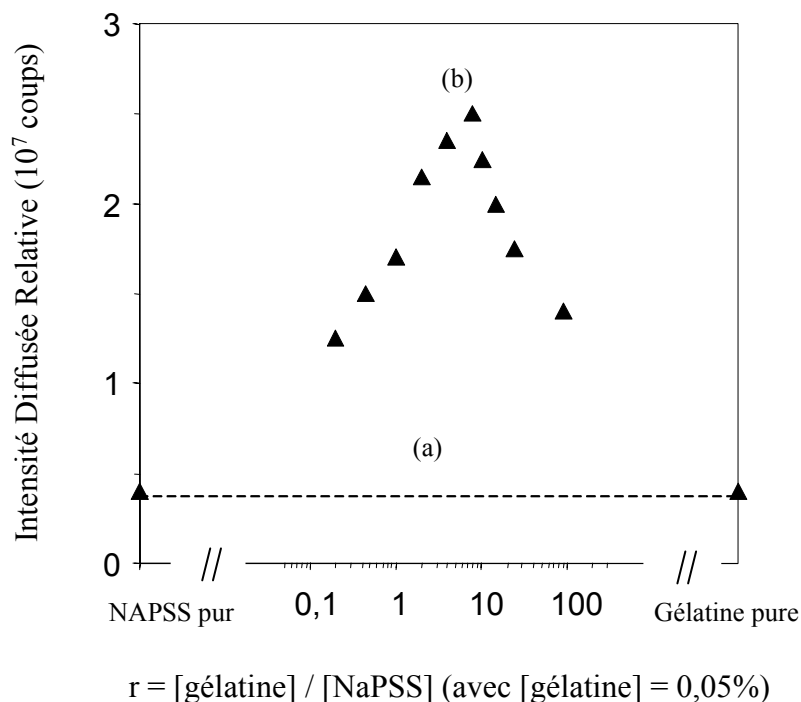 Intensité Diffusée Relative (10⁷ coups)
3
2
1
0
(b)
(a)
//
//
NAPSS pur
0,1
1
10
100
Gélatine pure
r = [gélatine] / [NaPSS] (avec [gélatine] = 0,05%)